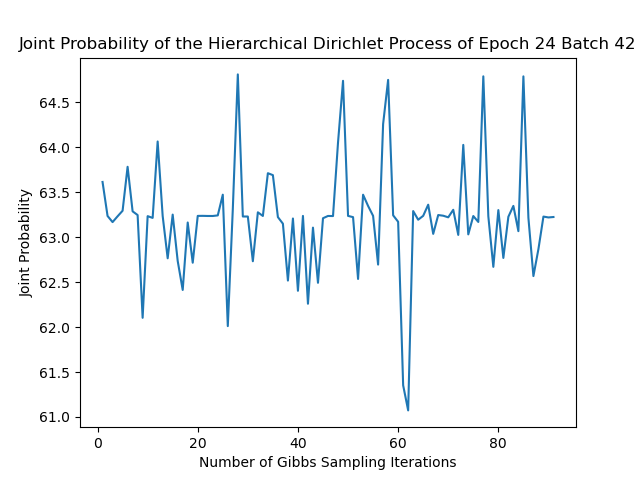 Joint Probability of the Hierarchical Dirichlet Process of Epoch 24 Batch 42
64.5
64.0
63.5
63.0
62.5
62.0
61.5
61.0
Joint Probability
0 20 40 60 80
Number of Gibbs Sampling Iterations